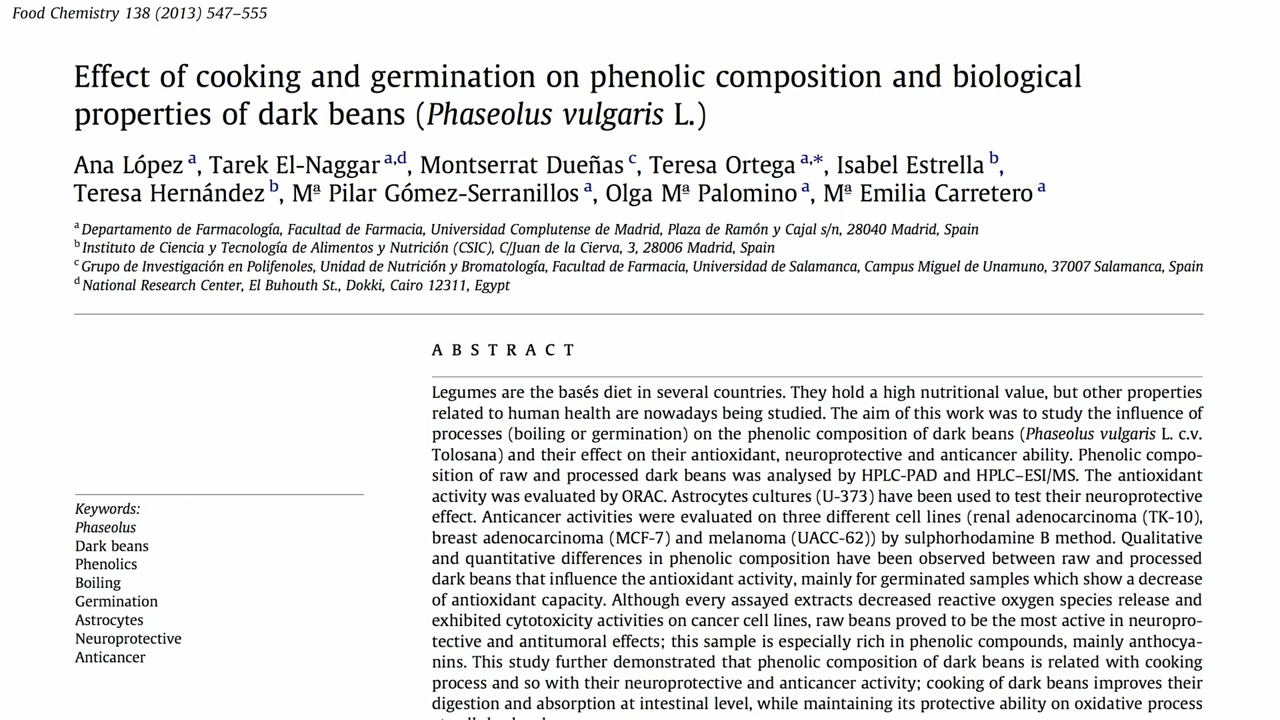 Food Chemistry 138 (2013) 547–555
Effect of cooking and germination on phenolic composition and biological
properties of dark beans (Phaseolus vulgaris L.)
Ana López a, Tarek El-Naggar a,d, Montserrat Dueñas c, Teresa Ortega a,*, Isabel Estrella b,
Teresa Hernández b, Mª Pilar Gómez-Serranillos a, Olga Mª Palomino a, Mª Emilia Carretero a
a Departamento de Farmacología, Facultad de Farmacia, Universidad Complutense de Madrid, Plaza de Ramón y Cajal s/n, 28040 Madrid, Spain
b Instituto de Ciencia y Tecnología de Alimentos y Nutrición (CSIC), C/Juan de la Cierva, 3, 28006 Madrid, Spain
c Grupo de Investigación en Polifenoles, Unidad de Nutrición y Bromatología, Facultad de Farmacia, Universidad de Salamanca, Campus Miguel de Unamuno, 37007 Salamanca, Spain
d National Research Center, El Buhouth St., Dokki, Cairo 12311, Egypt
Keywords:
Phaseolus
Dark beans
Phenolics
Boiling
Germination
Astrocytes
Neuroprotective
Anticancer
ABSTRACT
Legumes are the basés diet in several countries. They hold a high nutritional value, but other properties
related to human health are nowadays being studied. The aim of this work was to study the influence of
processes (boiling or germination) on the phenolic composition of dark beans (Phaseolus vulgaris L. c.v.
Tolosana) and their effect on their antioxidant, neuroprotective and anticancer ability. Phenolic compo-
sition of raw and processed dark beans was analysed by HPLC-PAD and HPLC–ESI/MS. The antioxidant
activity was evaluated by ORAC. Astrocytes cultures (U-373) have been used to test their neuroprotective
effect. Anticancer activities were evaluated on three different cell lines (renal adenocarcinoma (TK-10),
breast adenocarcinoma (MCF-7) and melanoma (UACC-62)) by sulphorhodamine B method. Qualitative
and quantitative differences in phenolic composition have been observed between raw and processed
dark beans that influence the antioxidant activity, mainly for germinated samples which show a decrease
of antioxidant capacity. Although every assayed extracts decreased reactive oxygen species release and
exhibited cytotoxicity activities on cancer cell lines, raw beans proved to be the most active in neuropro-
tective and antitumoral effects; this sample is especially rich in phenolic compounds, mainly anthocya-
nins. This study further demonstrated that phenolic composition of dark beans is related with cooking
process and so with their neuroprotective and anticancer activity; cooking of dark beans improves their
digestion and absorption at intestinal level, while maintaining its protective ability on oxidative process